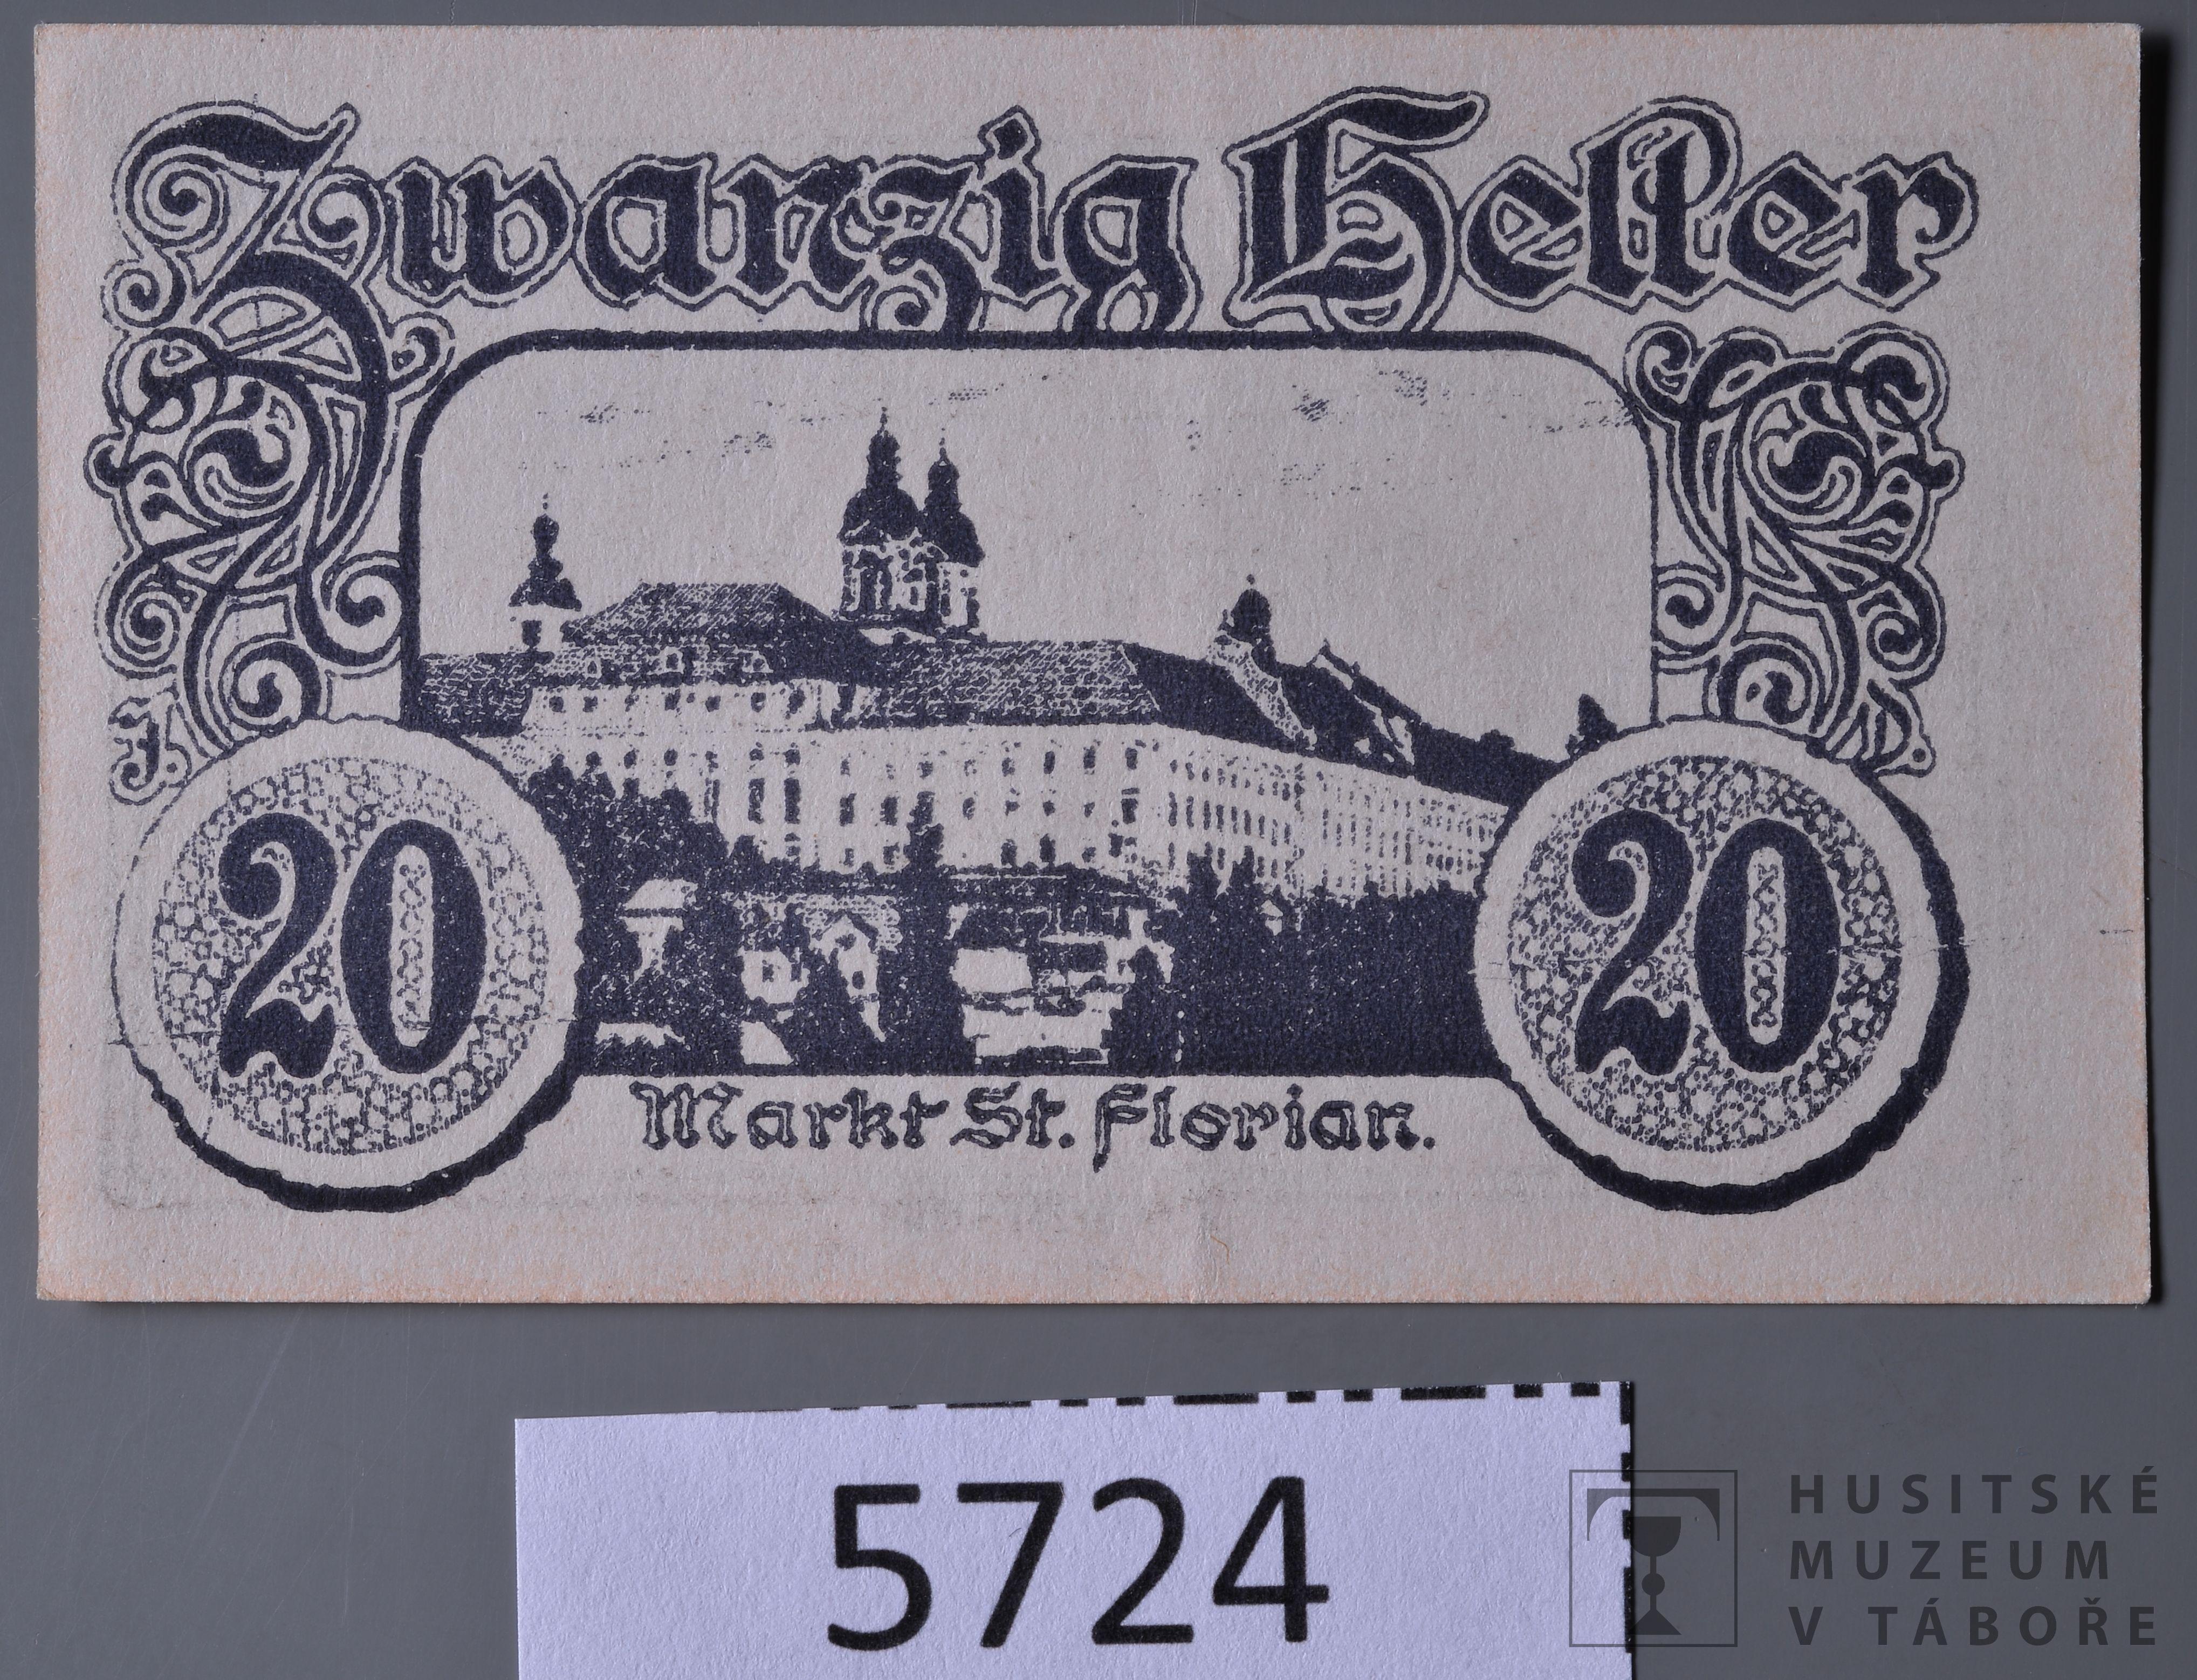 Zwanzig Heller
20
20
Markt St. Florian.
5724
HUSITSKÉ
MUZEUM
V TÁBOŘE